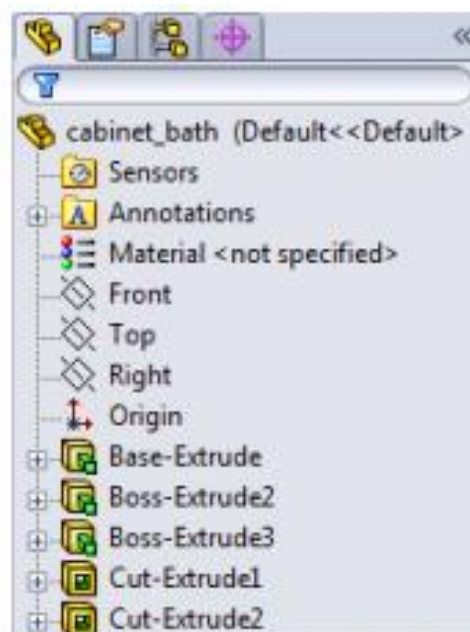 cabinet_bath (Default<<Default>
Sensors
Annotations
Material <not specified>
Front
Top
Right
Origin
Base-Extrude
Boss-Extrude2
Boss-Extrude3
Cut-Extrude1
Cut-Extrude2